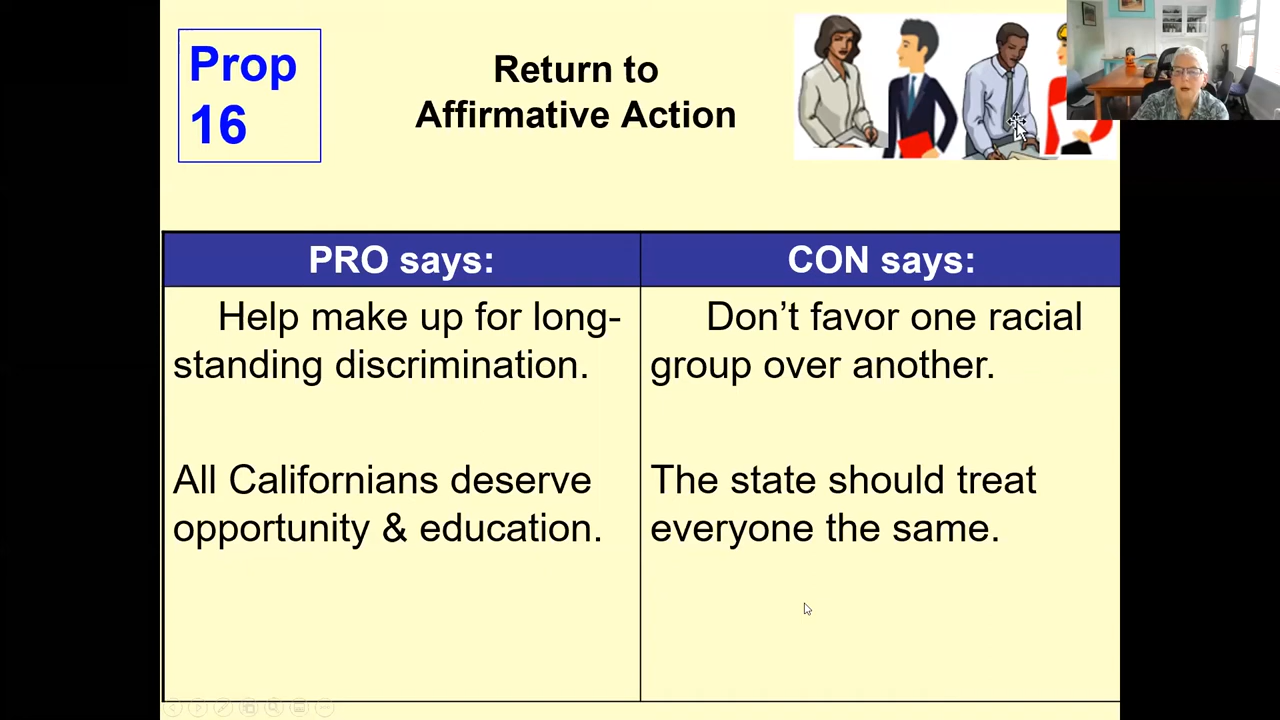 Prop
16
Return to
Affirmative Action
PRO says:
CON says:
Help make up for long-
standing discrimination.
Don’t favor one racial
group over another.
All Californians deserve
opportunity & education.
The state should treat
everyone the same.